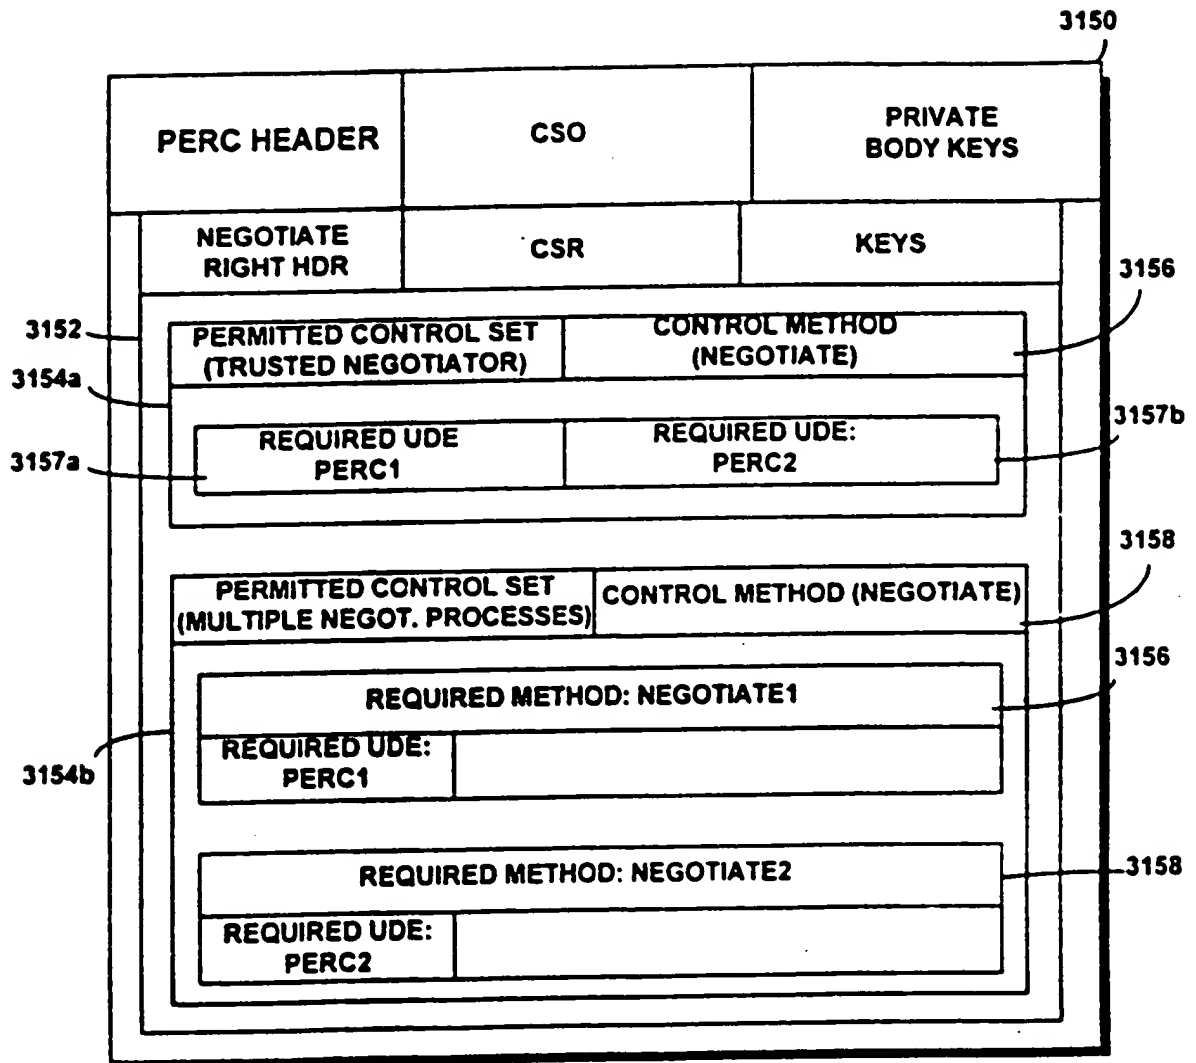 3150
PERC HEADER
CSO
PRIVATE
BODY KEYS
NEGOTIATE
RIGHT HDR
CSR
KEYS
3156
3152
PERMITTED CONTROL SET
(TRUSTED NEGOTIATOR)
CONTROL METHOD
(NEGOTIATE)
3154a
REQUIRED UDE
PERC1
REQUIRED UDE:
PERC2
3157b
3157a
3158
PERMITTED CONTROL SET
(MULTIPLE NEGOT. PROCESSES)
CONTROL METHOD (NEGOTIATE)
3156
REQUIRED METHOD: NEGOTIATE1
REQUIRED UDE:
PERC1
3154b
REQUIRED METHOD: NEGOTIATE2
3158
REQUIRED UDE:
PERC2